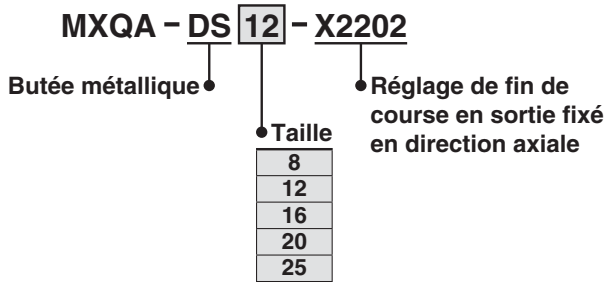 MXQA – DS 12 – X2202
Butée métallique
Réglage de fin de
course en sortie fixé
en direction axiale
Taille
8
12
16
20
25